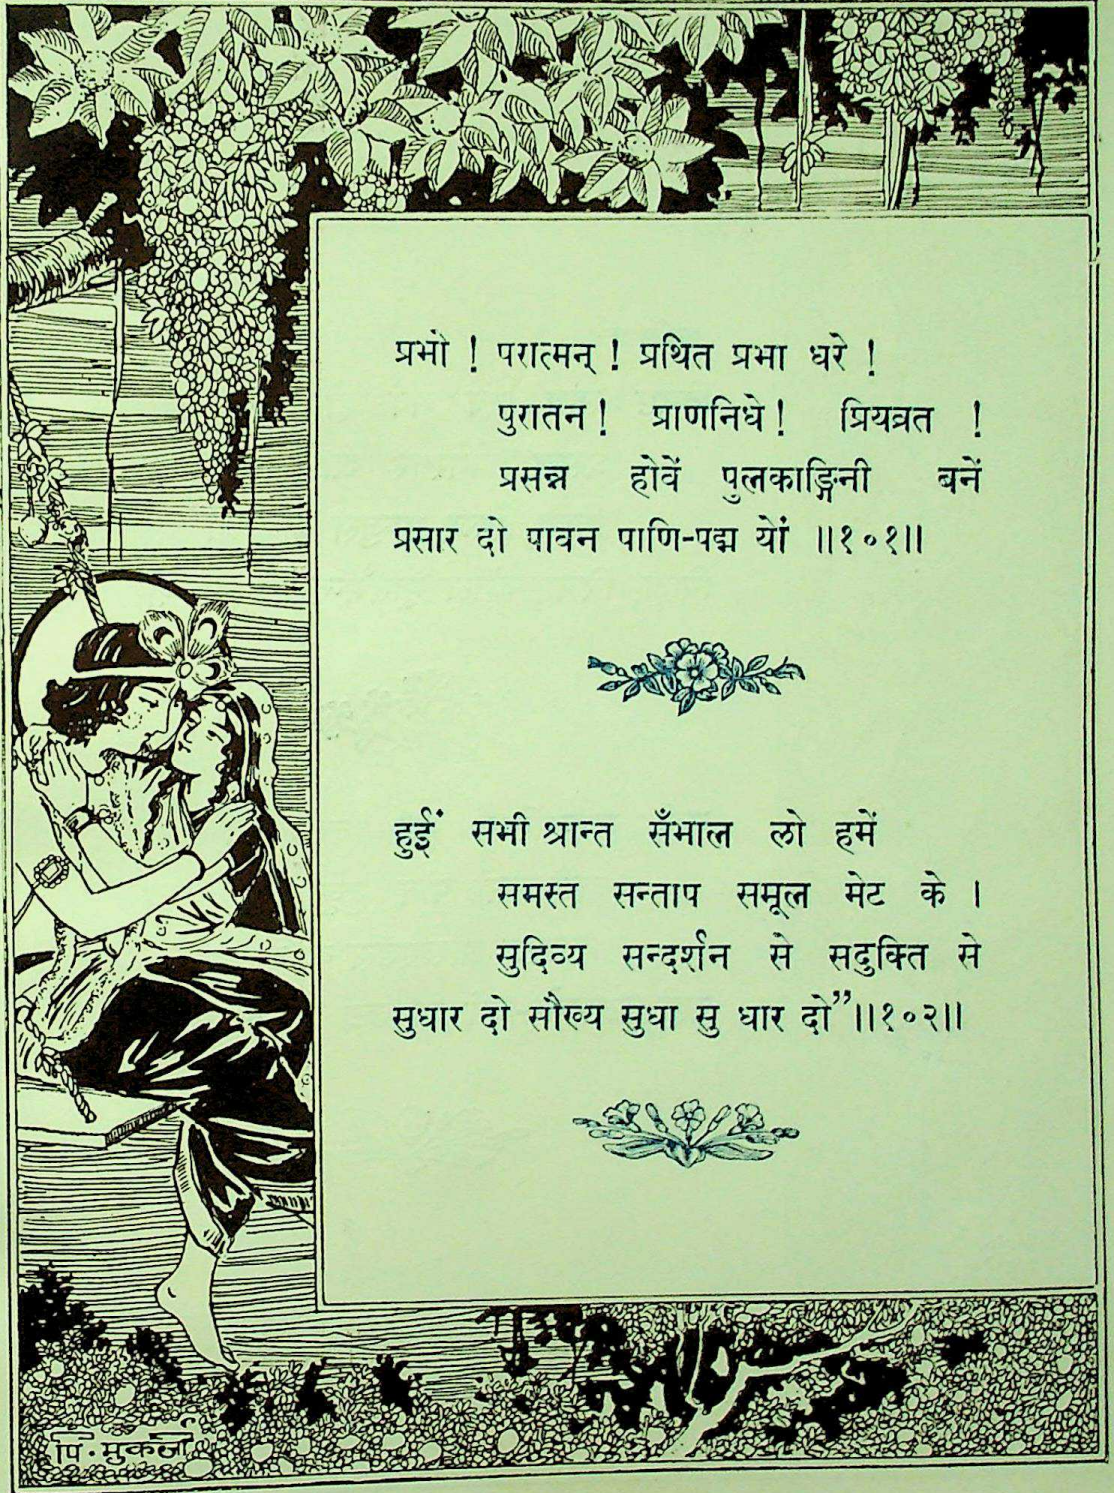 प्रभो ! परात्मन् ! प्रथित प्रभा धरे !
पुरातन ! प्राणनिधे ! प्रियव्रत !
प्रसन्न होवें पुलकाङ्गिनी बनें
प्रसार दो पावन पाणि-पद्म यों ॥१०१॥
हुईं सभी श्रान्त सँभाल लो हमें
समस्त सन्ताप समूल मेट के ।
सुदिव्य सन्दर्शन से सदुक्ति से
सुधार दो सौख्य सुधा सु धार दो”॥१०२॥
पि. मुकर्जी